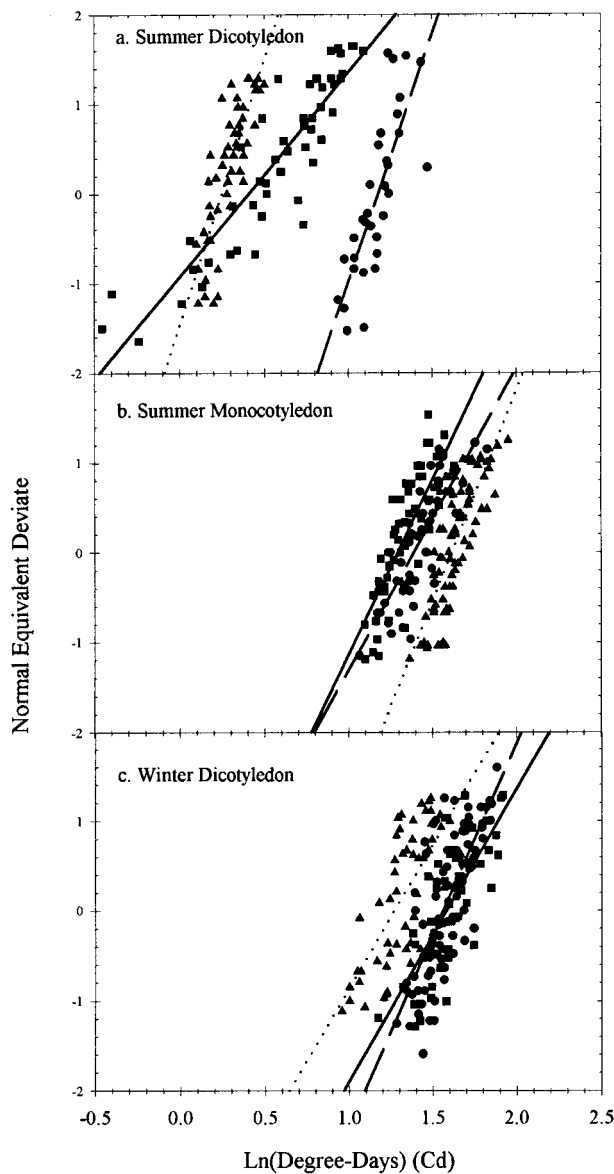 2
a. Summer Dicotyledon
1
0
-1
-2
b. Summer Monocotyledon
1
0
-1
-2
c. Winter Dicotyledon
1
0
-1
-2
Normal Equivalent Deviate
-0.5 0.0 0.5 1.0 1.5 2.0 2.5
Ln(Degree-Days) (Cd)